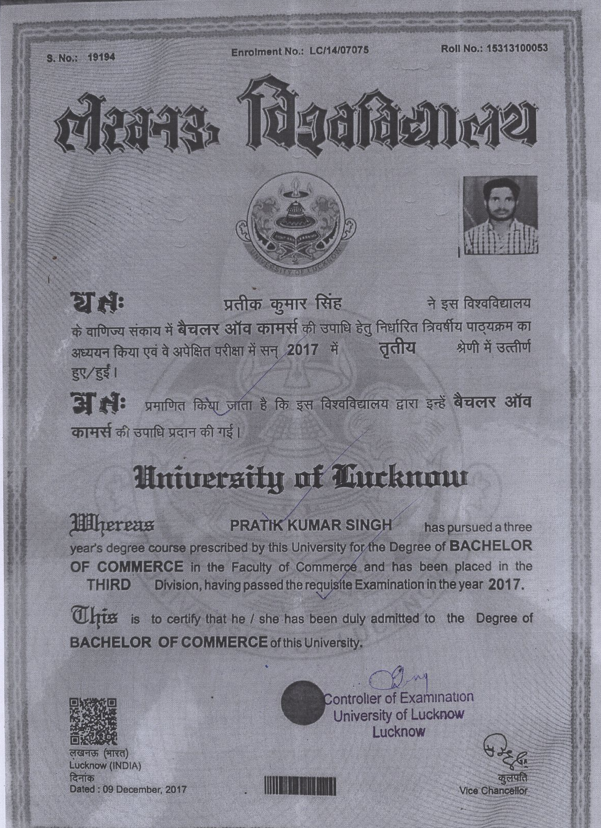 S. No.: 19194 Enrolment No.: LC/14/07075 Roll No.: 15313100053
लखनऊ विश्वविद्यालय
यतः प्रतीक कुमार सिंह ने इस विश्वविद्यालय
के वाणिज्य संकाय में बैचलर ऑव कामर्स की उपाधि हेतु निर्धारित त्रिवर्षीय पाठ्यक्रम का
अध्ययन किया एवं वे अपेक्षित परीक्षा में सन् 2017 में तृतीय श्रेणी में उत्तीर्ण
हुए/हुईं।
अतः प्रमाणित किया जाता है कि इस विश्वविद्यालय द्वारा इन्हें बैचलर ऑव
कामर्स की उपाधि प्रदान की गई।
University of Lucknow
Whereas PRATIK KUMAR SINGH has pursued a three
year's degree course prescribed by this University for the Degree of BACHELOR
OF COMMERCE in the Faculty of Commerce and has been placed in the
THIRD Division, having passed the requisite Examination in the year 2017.
This is to certify that he / she has been duly admitted to the Degree of
BACHELOR OF COMMERCE of this University.
Controller of Examination
University of Lucknow
Lucknow
लखनऊ (भारत)
Lucknow (INDIA)
दिनांक
Dated : 09 December, 2017
कुलपति
Vice Chancellor